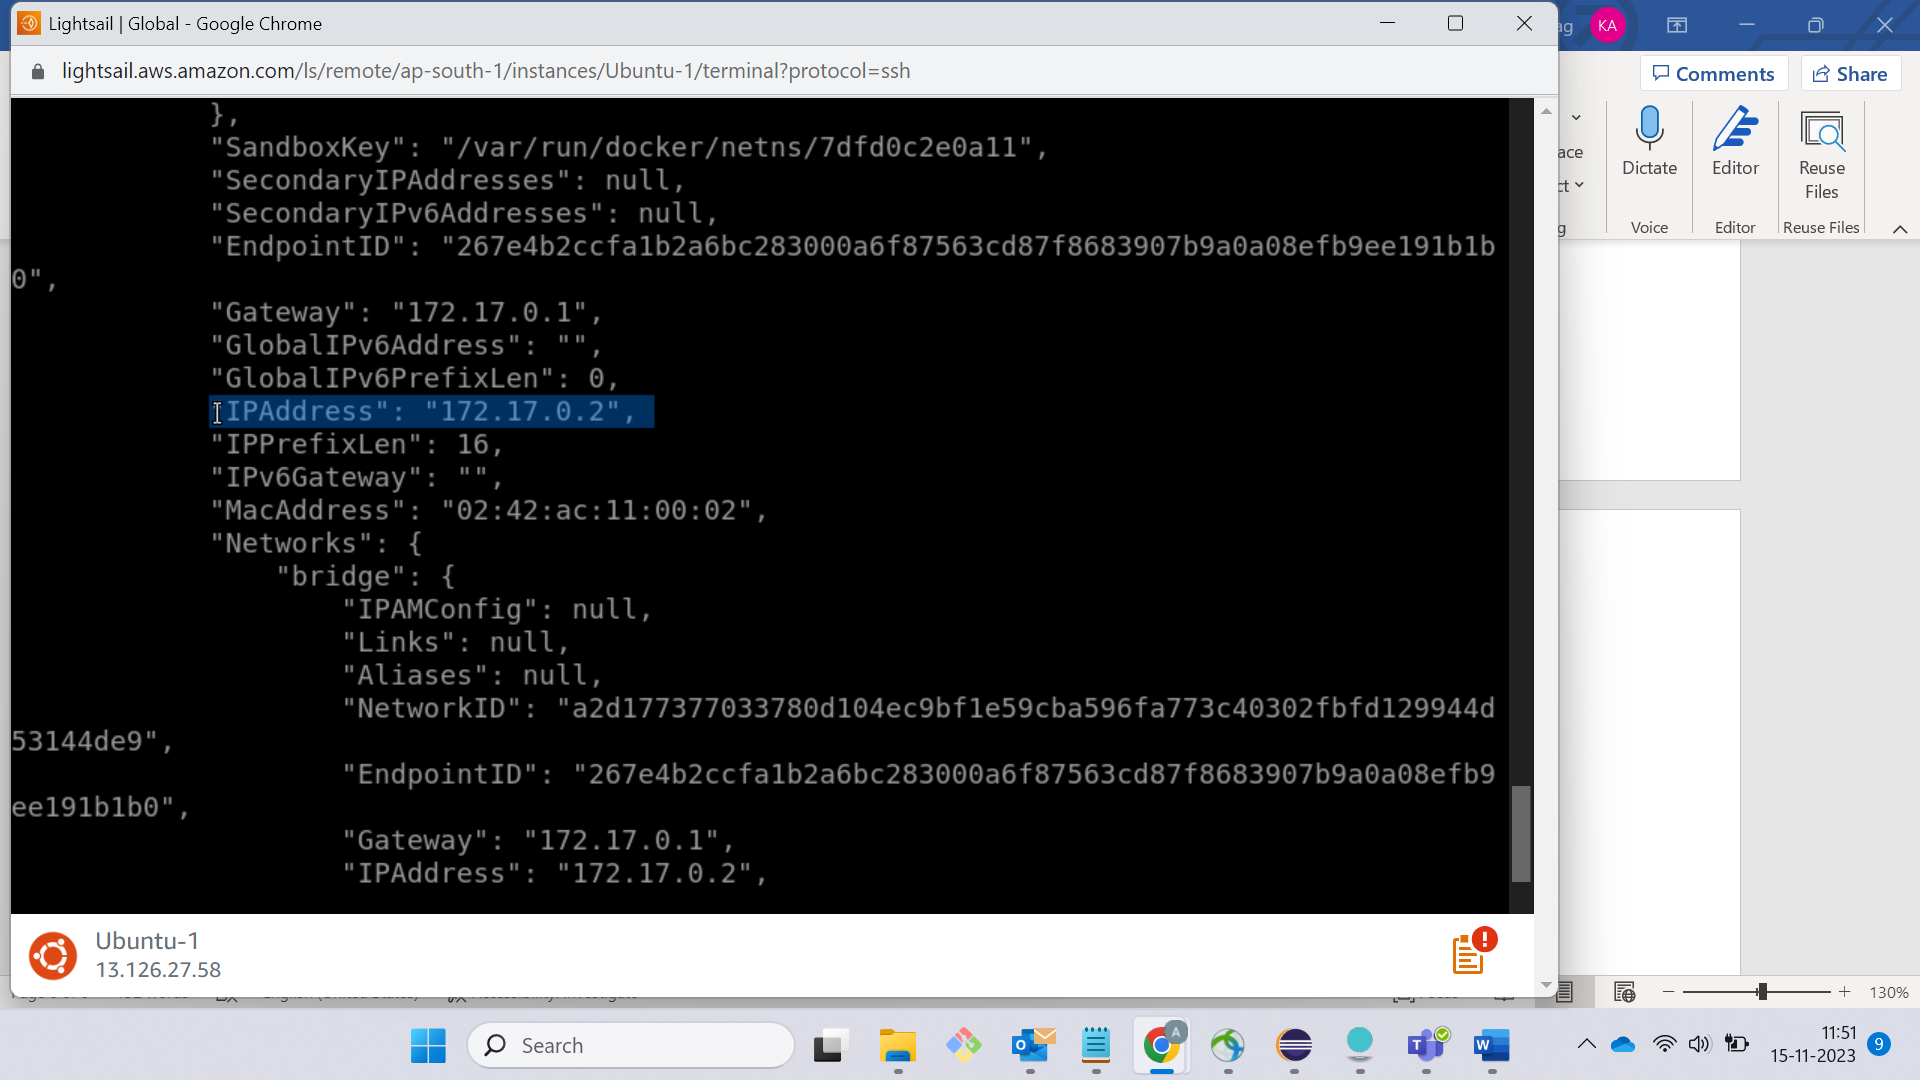 Lightsail | Global - Google Chrome
ag KA
lightsail.aws.amazon.com/ls/remote/ap-south-1/instances/Ubuntu-1/terminal?protocol=ssh
Comments Share
},
"SandboxKey": "/var/run/docker/netns/7dfd0c2e0a11",
"SecondaryIPAddresses": null,
"SecondaryIPv6Addresses": null,
"EndpointID": "267e4b2ccfa1b2a6bc283000a6f87563cd87f8683907b9a0a08efb9ee191b1b
0",
"Gateway": "172.17.0.1",
"GlobalIPv6Address": "",
"GlobalIPv6PrefixLen": 0,
"IPAddress": "172.17.0.2",
"IPPrefixLen": 16,
"IPv6Gateway": "",
"MacAddress": "02:42:ac:11:00:02",
"Networks": {
"bridge": {
"IPAMConfig": null,
"Links": null,
"Aliases": null,
"NetworkID": "a2d177377033780d104ec9bf1e59cba596fa773c40302fbfd129944d
53144de9",
"EndpointID": "267e4b2ccfa1b2a6bc283000a6f87563cd87f8683907b9a0a08efb9
ee191b1b0",
"Gateway": "172.17.0.1",
"IPAddress": "172.17.0.2",
ace
ct
g
Dictate
Voice
Editor
Editor
Reuse
Files
Reuse Files
Ubuntu-1
13.126.27.58
130%
Search
A
11:51
15-11-2023
9